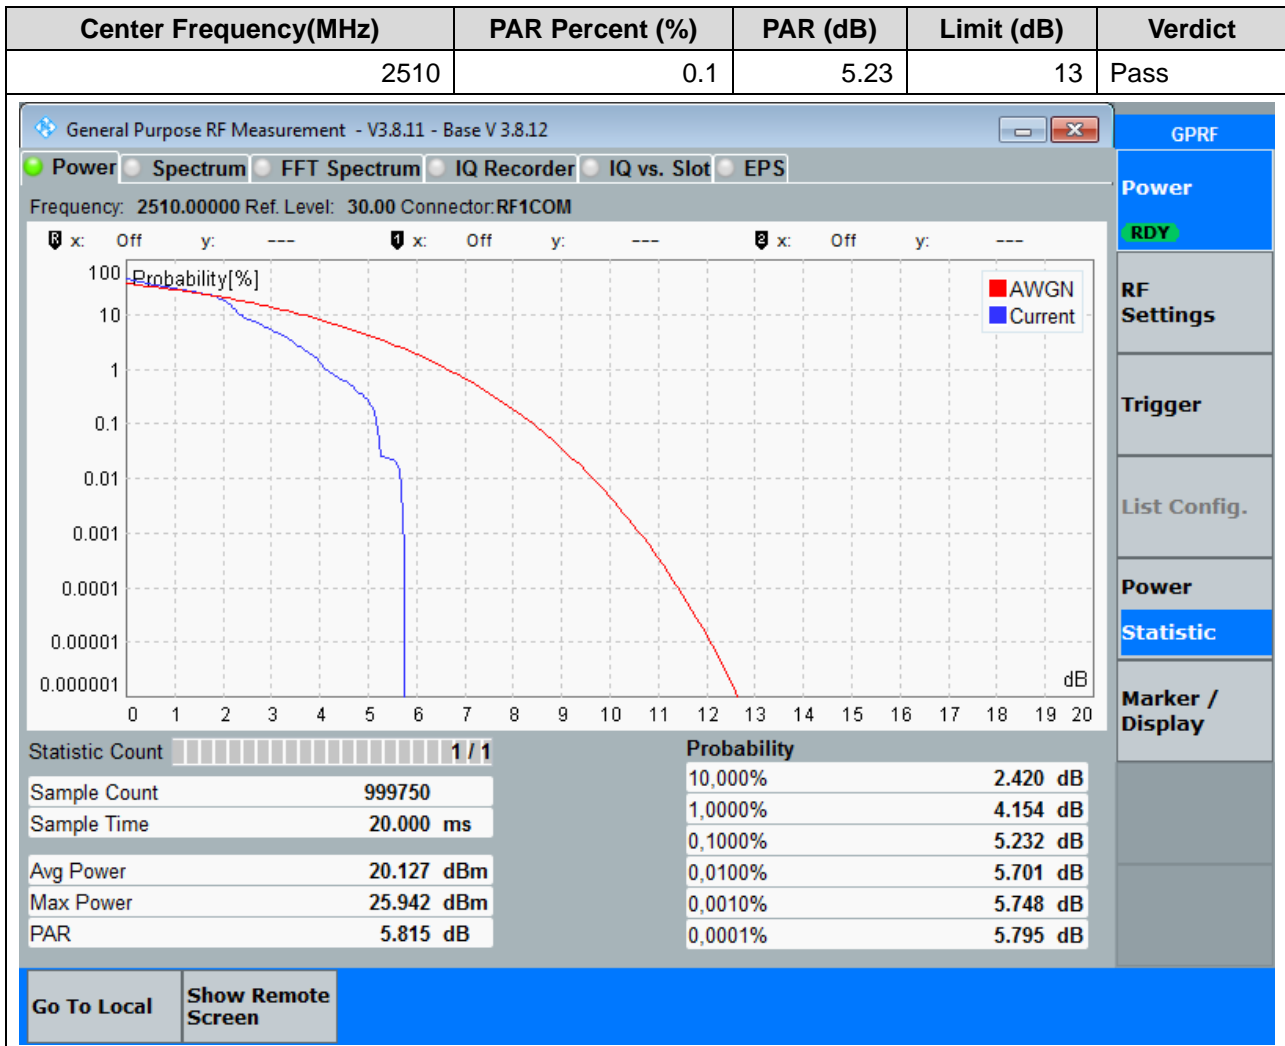 Center Frequency(MHz) PAR Percent (%) PAR (dB) Limit (dB) Verdict
2510 0.1 5.23 13 Pass
General Purpose RF Measurement - V3.8.11 - Base V 3.8.12
GPRF
Power Spectrum FFT Spectrum IQ Recorder IQ vs. Slot EPS
Power
RDY
Frequency: 2510.00000 Ref. Level: 30.00 Connector: RF1COM
R x: Off y: --- 1 x: Off y: --- 2 x: Off y: ---
Probability[%]
AWGN
Current
100
10
1
0.1
0.01
0.001
0.0001
0.00001
0.000001
dB
0 1 2 3 4 5 6 7 8 9 10 11 12 13 14 15 16 17 18 19 20
RF
Settings
Trigger
List Config.
Power
Statistic
Marker /
Display
Statistic Count 1 / 1
Sample Count 999750
Sample Time 20.000 ms
Avg Power 20.127 dBm
Max Power 25.942 dBm
PAR 5.815 dB
Probability
10,000% 2.420 dB
1,0000% 4.154 dB
0,1000% 5.232 dB
0,0100% 5.701 dB
0,0010% 5.748 dB
0,0001% 5.795 dB
Go To Local
Show Remote
Screen